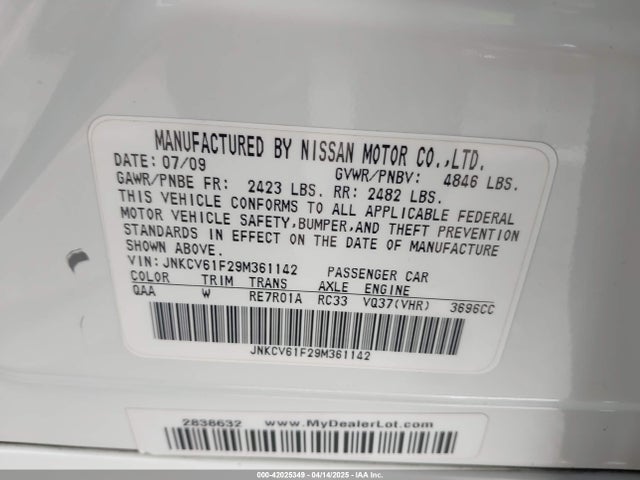 MANUFACTURED BY NISSAN MOTOR CO.,LTD.
DATE: 07/09 GVWR/PNBV: 4846 LBS.
GAWR/PNBE FR: 2423 LBS. RR: 2482 LBS.
THIS VEHICLE CONFORMS TO ALL APPLICABLE FEDERAL
MOTOR VEHICLE SAFETY,BUMPER,AND THEFT PREVENTION
STANDARDS IN EFFECT ON THE DATE OF MANUFACTURE
SHOWN ABOVE.
VIN: JNKCV61F29M361142 PASSENGER CAR
COLOR TRIM TRANS AXLE ENGINE
QAA W RE7R01A RC33 VQ37(VHR) 3696CC
JNKCV61F29M361142
2838632 www.MyDealerLot.com
000-42025349 - 04/14/2025 - IAA Inc.